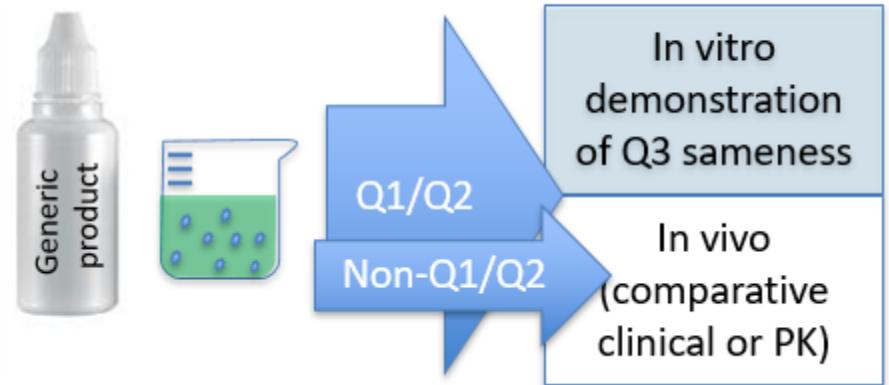 Generic
product
Q1/Q2
Non-Q1/Q2
In vitro
demonstration
of Q3 sameness
In vivo
(comparative
clinical or PK)